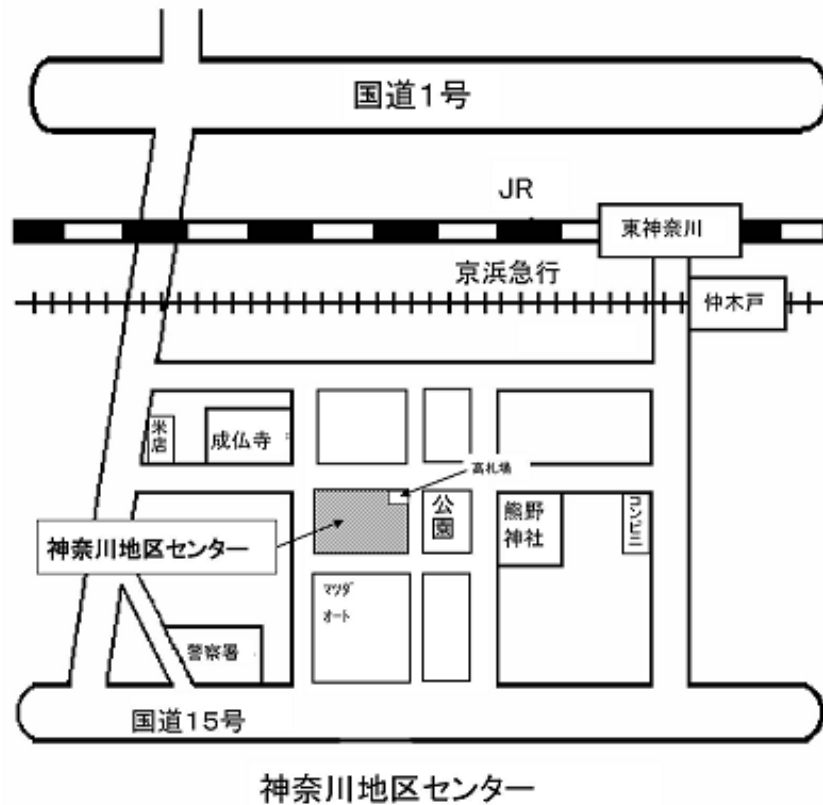 国道1号
JR
東神奈川
京浜急行
仲木戸
米店
成仏寺
高札場
公園
熊野
神社
コンビニ
神奈川地区センター
マツダ
オート
警察署
国道15号
神奈川地区センター